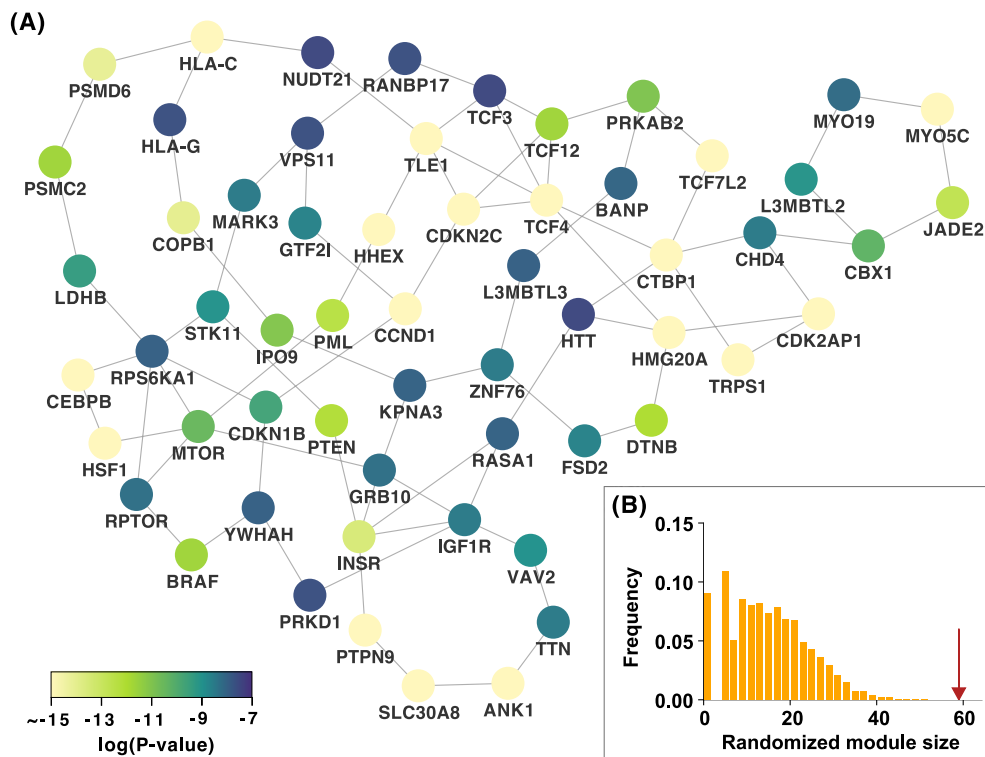 (A)
HLA-C
NUDT21
RANBP17
PSMD6
TCF3
PRKAB2
MYO19
MYO5C
HLA-G
VPS11
TLE1
TCF12
TCF7L2
PSMC2
MARK3
BANP
L3MBTL2
JADE2
COPB1
GTF2I
HHEX
CDKN2C
TCF4
CHD4
CBX1
LDHB
L3MBTL3
CTBP1
STK11
IPO9
PML
CCND1
HTT
HMG20A
CDK2AP1
RPS6KA1
ZNF76
TRPS1
CEBPB
KPNA3
MTOR
CDKN1B
PTEN
RASA1
FSD2
DTNB
HSF1
GRB10
RPTOR
YWHAH
INSR
IGF1R
VAV2
BRAF
PRKD1
PTPN9
TTN
SLC30A8
ANK1
~-15
-13
-11
-9
-7
log(P-value)
(B)
Frequency
0.15
0.10
0.05
0.00
0
20
40
60
Randomized module size